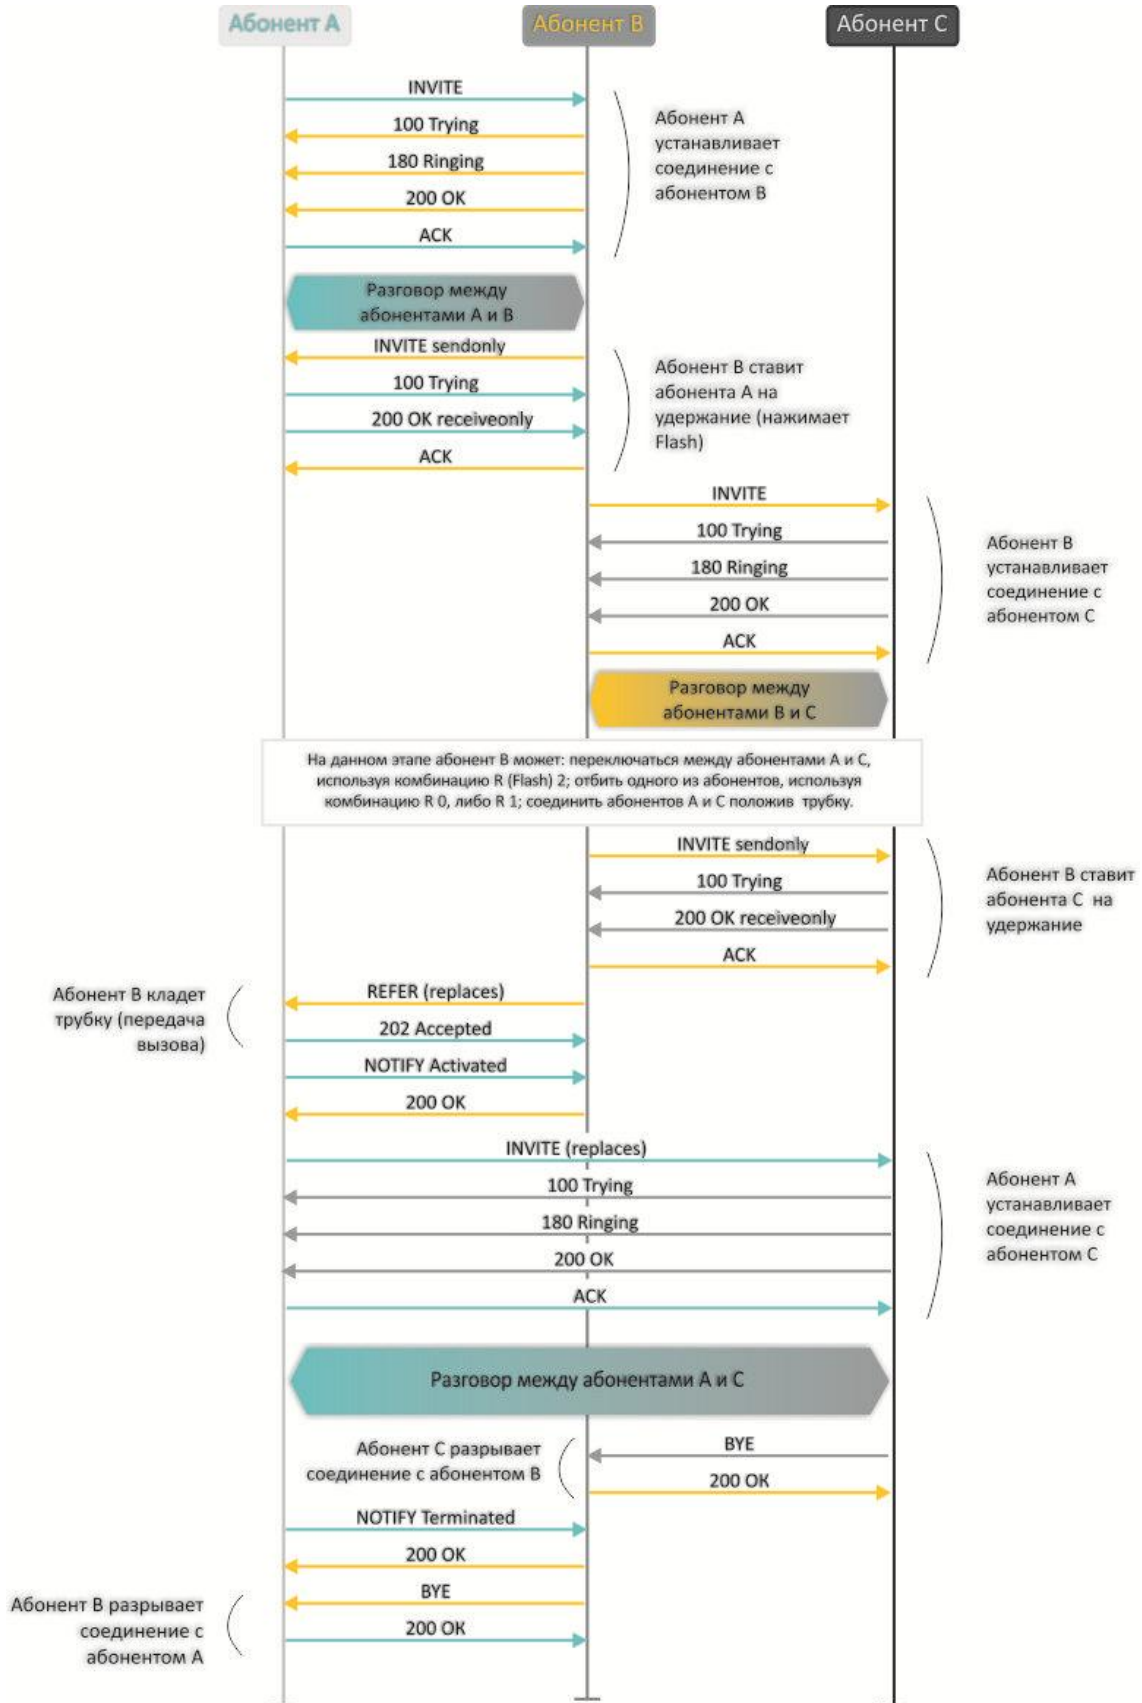 Абонент А
Абонент В
Абонент С
INVITE
100 Trying
180 Ringing
200 OK
ACK
Абонент А
устанавливает
соединение с
абонентом В
Разговор между
абонентами А и В
INVITE sendonly
100 Trying
200 OK receiveonly
ACK
Абонент В ставит
абонента А на
удержание (нажимает
Flash)
INVITE
100 Trying
180 Ringing
200 OK
ACK
Абонент В
устанавливает
соединение с
абонентом С
Разговор между
абонентами В и С
На данном этапе абонент В может: переключаться между абонентами А и С,
используя комбинацию R (Flash) 2; отбить одного из абонентов, используя
комбинацию R 0, либо R 1; соединить абонентов А и С положив трубку.
INVITE sendonly
100 Trying
200 OK receiveonly
ACK
Абонент В ставит
абонента С на
удержание
Абонент В кладет
трубку (передача
вызова)
REFER (replaces)
202 Accepted
NOTIFY Activated
200 OK
INVITE (replaces)
100 Trying
180 Ringing
200 OK
ACK
Абонент А
устанавливает
соединение с
абонентом С
Разговор между абонентами А и С
Абонент С разрывает
соединение с абонентом В
BYE
200 OK
NOTIFY Terminated
200 OK
BYE
200 OK
Абонент В разрывает
соединение с
абонентом А